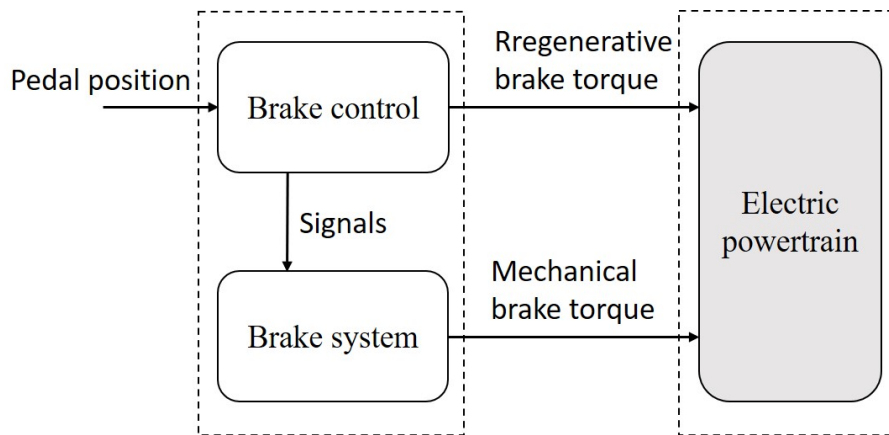 Pedal position
Brake control
Rregenerative
brake torque
Signals
Brake system
Mechanical
brake torque
Electric
powertrain